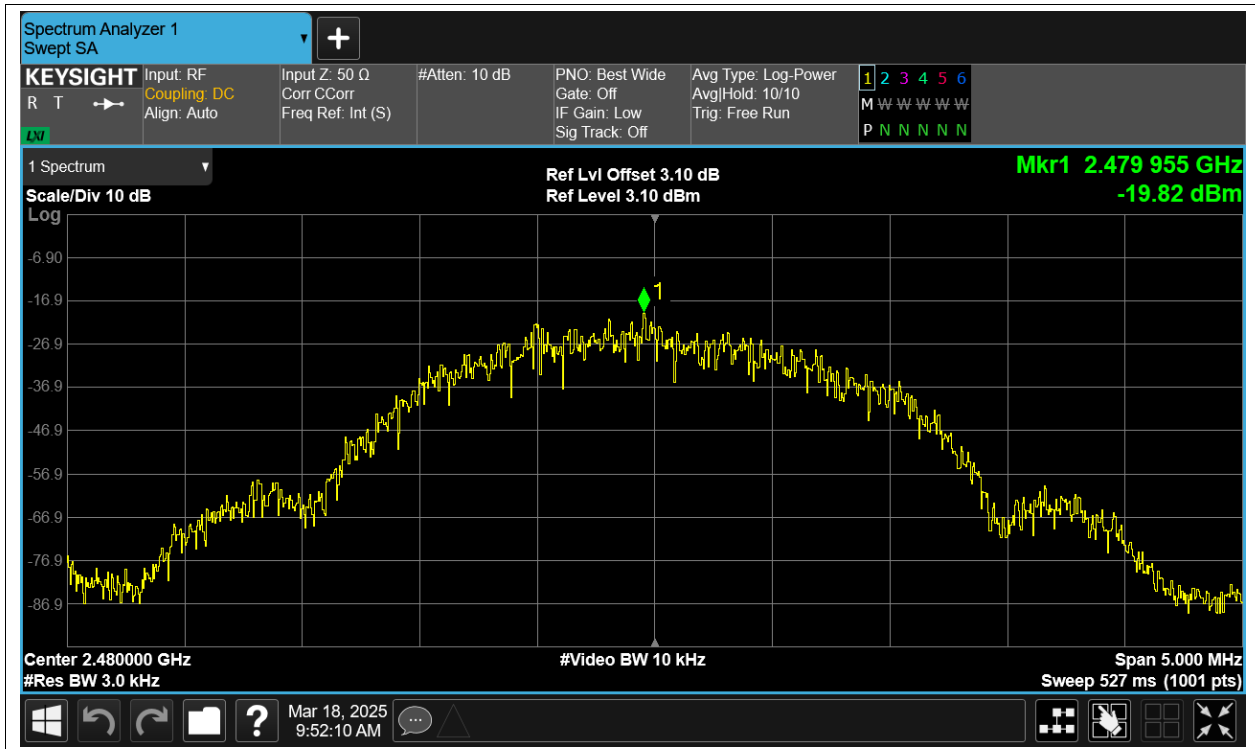 Spectrum Analyzer 1
Swept SA
+
KEYSIGHT
R T
LXI
Input: RF
Coupling: DC
Align: Auto
Input Z: 50 Ω
Corr CCorr
Freq Ref: Int (S)
#Atten: 10 dB
PNO: Best Wide
Gate: Off
IF Gain: Low
Sig Track: Off
Avg Type: Log-Power
Avg|Hold: 10/10
Trig: Free Run
1 2 3 4 5 6
M W W W W W
P N N N N N
1 Spectrum
Scale/Div 10 dB
Log
Ref Lvl Offset 3.10 dB
Ref Level 3.10 dBm
Mkr1 2.479 955 GHz
-19.82 dBm
1
-6.90
-16.9
-26.9
-36.9
-46.9
-56.9
-66.9
-76.9
-86.9
Center 2.480000 GHz
#Res BW 3.0 kHz
#Video BW 10 kHz
Span 5.000 MHz
Sweep 527 ms (1001 pts)
?
Mar 18, 2025
9:52:10 AM